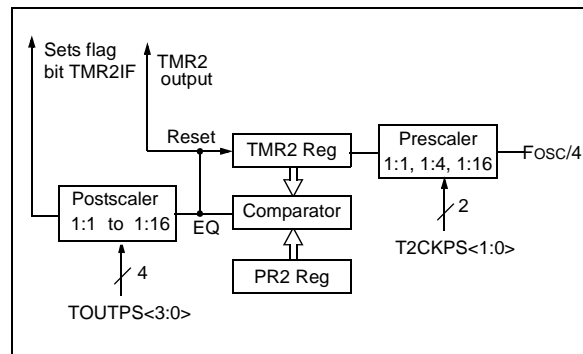 Sets flag
bit TMR2IF
TMR2
output
Reset
TMR2 Reg
Prescaler
1:1, 1:4, 1:16
FOSC/4
Postscaler
1:1 to 1:16
EQ
Comparator
2
T2CKPS<1:0>
4
TOUTPS<3:0>
PR2 Reg